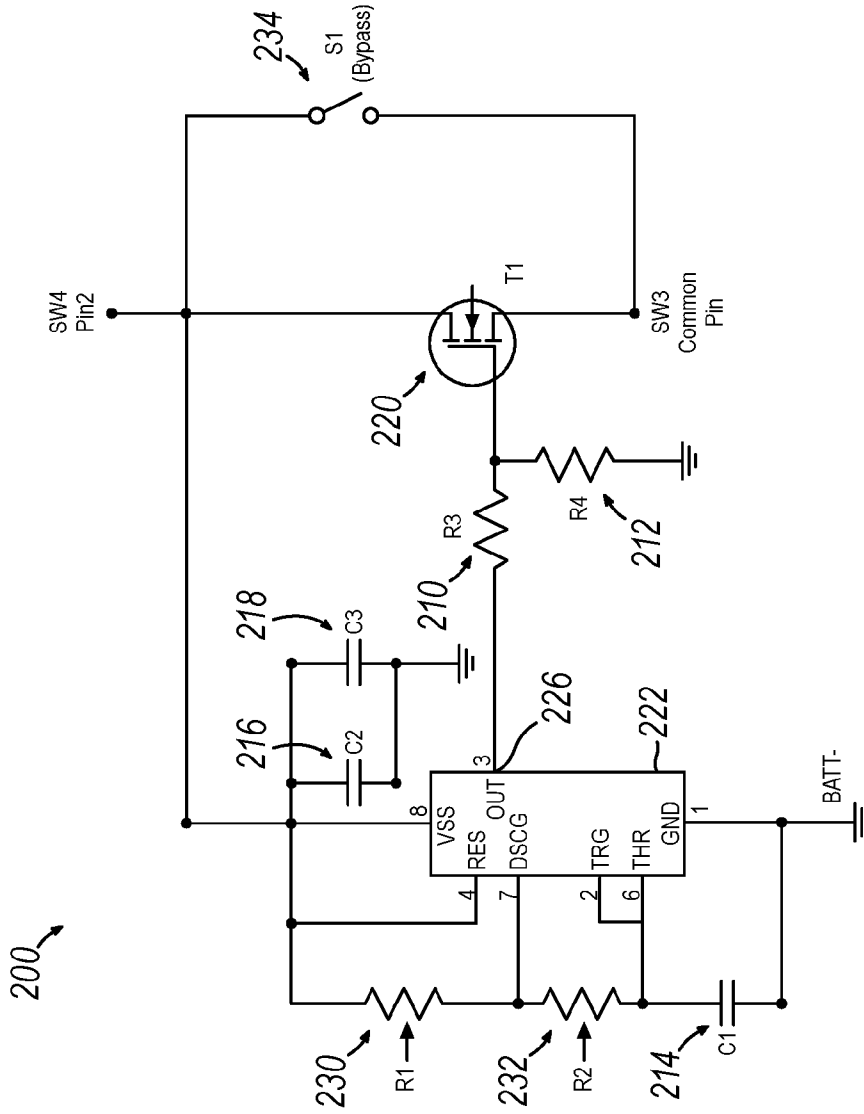 200
SW4
Pin2
234
S1
(Bypass)
216
C2
218
C3
230
R1
232
R2
214
C1
8
VSS
4
RES
7
DSCG
2
TRG
6
THR
GND
1
OUT
3
226
222
BATT-
210
R3
R4
212
220
T1
SW3
Common
Pin